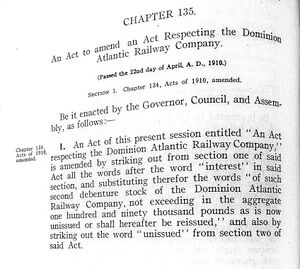 CHAPTER 135.
An Act to amend an Act Respecting the Dominion
Atlantic Railway Company.
(Passed the 22nd day of April, A. D., 1910.)
SECTION 1. Chapter 134, Acts of 1910, amended.
Be it enacted by the Governor, Council, and Assem-
bly, as follows:—
Chapter 134,
Acts of 1910,
amended.
1. An Act of this present session entitled "An Act
respecting the Dominion Atlantic Railway Company,"
is amended by striking out from section one of said
Act all the words after the word "interest" in said
section, and substituting therefor the words "of such
second debenture stock of the Dominion Atlantic
Railway Company, not exceeding in the aggregate
one hundred and ninety thousand pounds as is now
unissued or shall hereafter be reissued," and also by
striking out the word "unissued" from section two of
said Act.